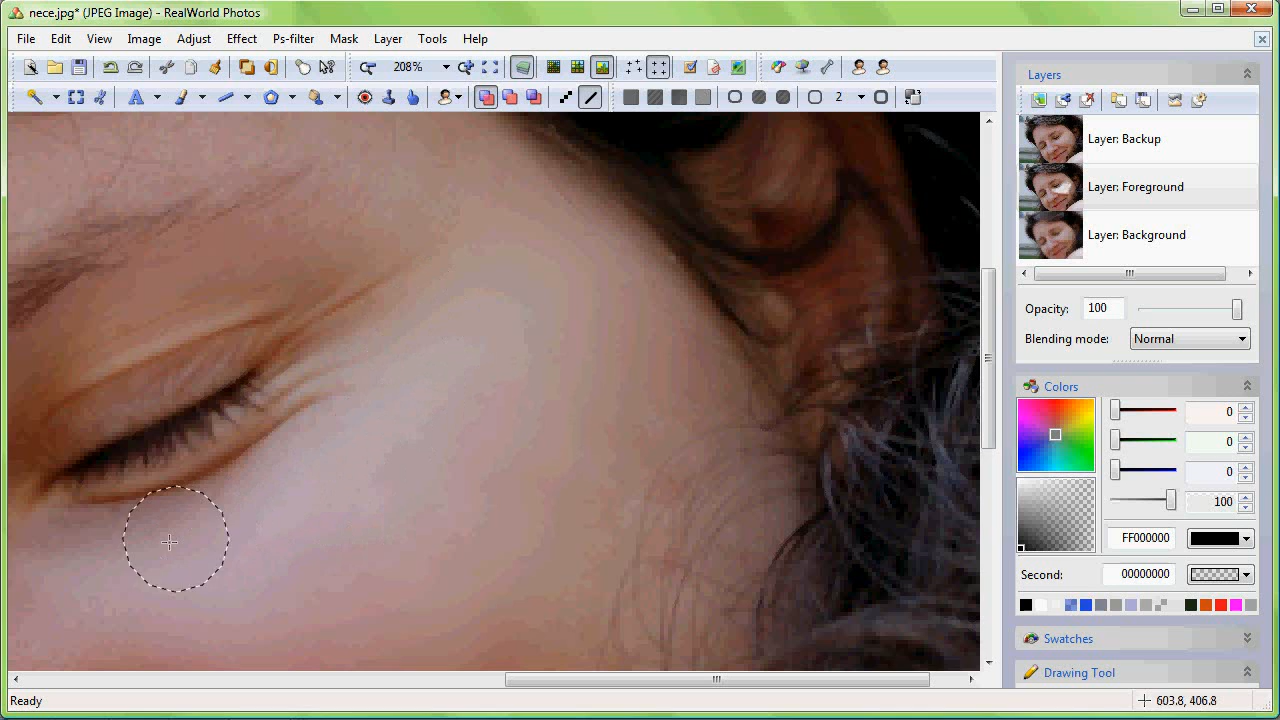 nece.jpg* (JPEG Image) - RealWorld Photos
File Edit View Image Adjust Effect Ps-filter Mask Layer Tools Help
208%
2
Layers
Layer: Backup
Layer: Foreground
Layer: Background
Opacity: 100
Blending mode: Normal
Colors
0
0
0
100
FF000000
Second: 00000000
Swatches
Drawing Tool
Ready
603.8, 406.8